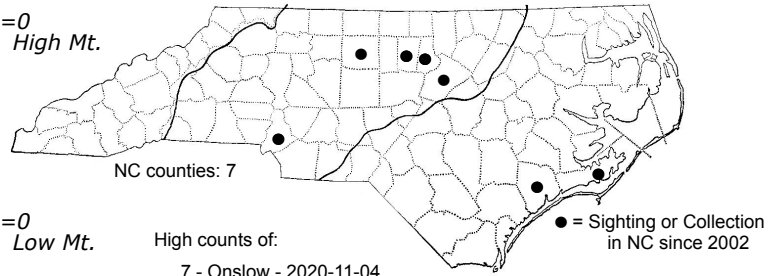 =0
High Mt.
NC counties: 7
=0
Low Mt.
High counts of:
7 - Onslow - 2020-11-04
● = Sighting or Collection
in NC since 2002